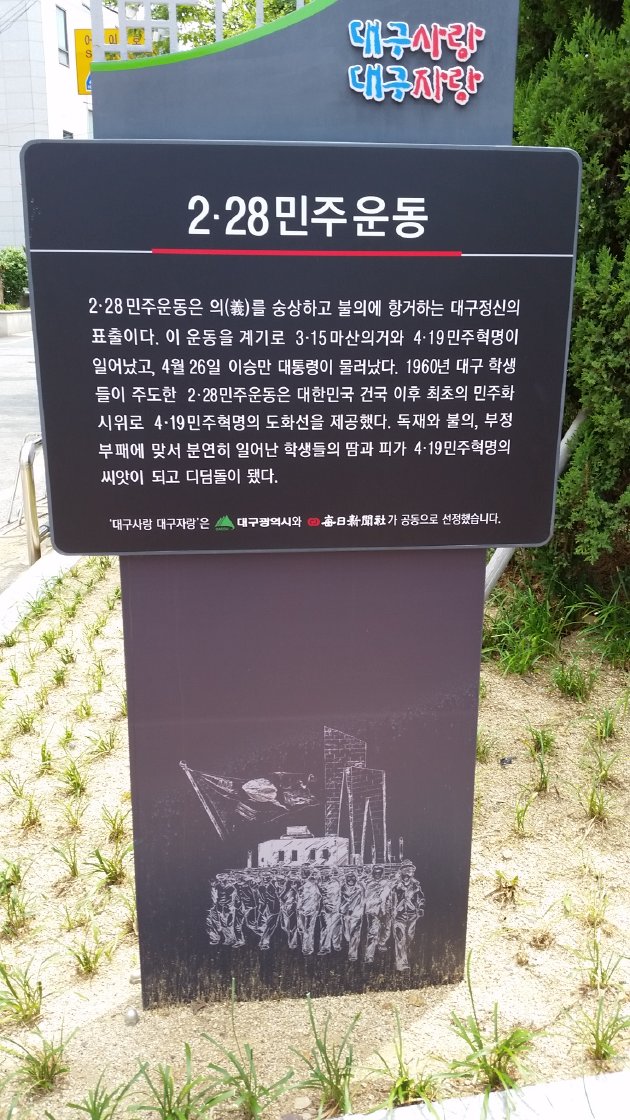 대구사랑
대구자랑
2·28민주운동
2·28민주운동은 의(義)를 숭상하고 불의에 항거하는 대구정신의
표출이다. 이 운동을 계기로 3·15마산의거와 4·19민주혁명이
일어났고, 4월 26일 이승만 대통령이 물러났다. 1960년 대구 학생
들이 주도한 2·28민주운동은 대한민국 건국 이후 최초의 민주화
시위로 4·19민주혁명의 도화선을 제공했다. 독재와 불의, 부정
부패에 맞서 분연히 일어난 학생들의 땀과 피가 4·19민주혁명의
씨앗이 되고 디딤돌이 됐다.
'대구사랑 대구자랑'은 대구광역시와 每日新聞社가 공동으로 선정했습니다.